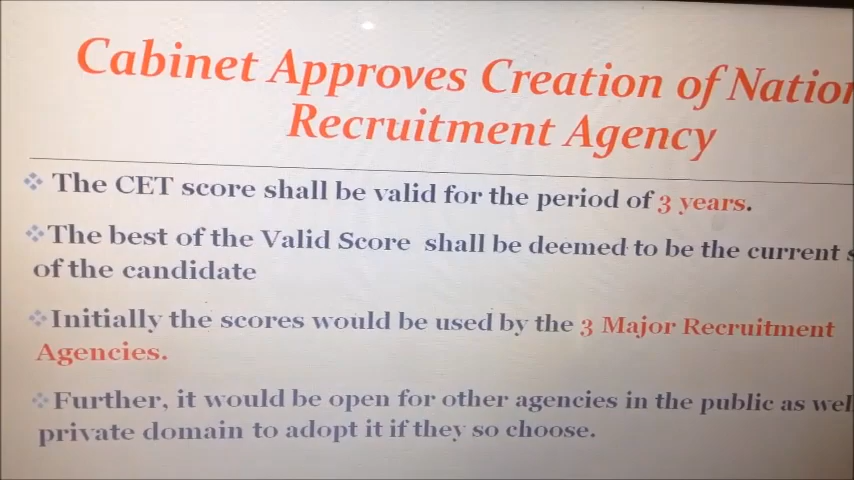 Cabinet Approves Creation of
Recruitment Agency
The CET score shall be valid for the period of 3 years.
The best of the Valid Score shall be deemed to be the current
of the candidate
Initially the scores would be used by the 3 Major Recruitment
Agencies.
Further, it would be open for other agencies in the public as
private domain to adopt it if they so choose.